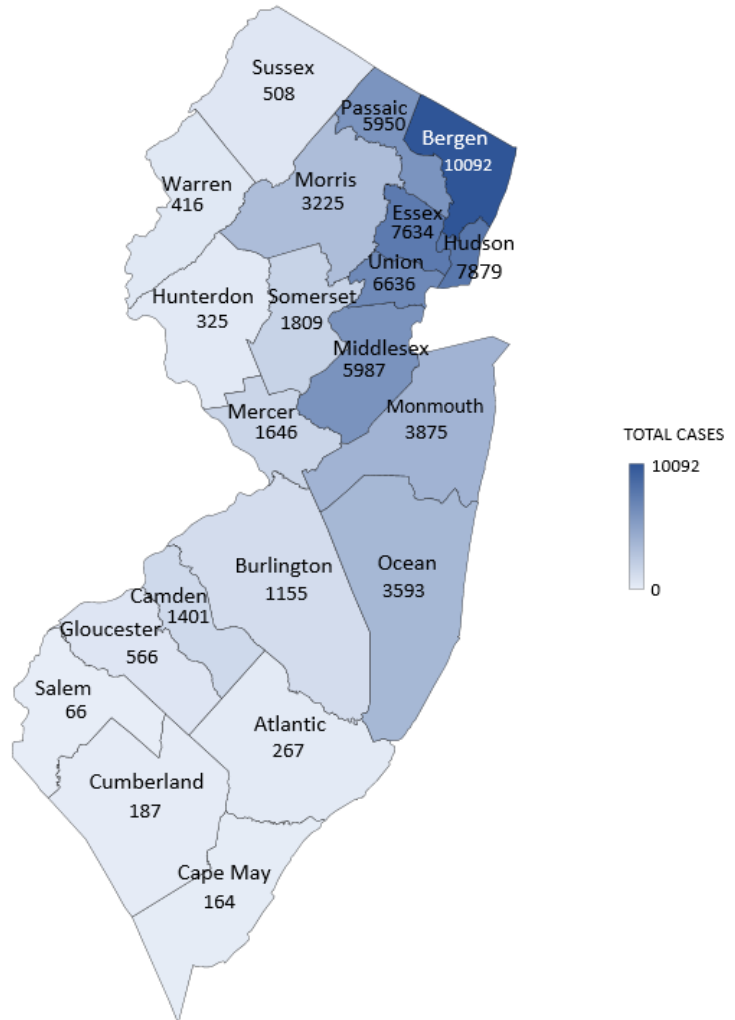 Sussex
508
Passaic
5950
Bergen
10092
Warren
416
Morris
3225
Essex
7634
Hudson
7879
Union
6636
Hunterdon
325
Somerset
1809
Middlesex
5987
Mercer
1646
Monmouth
3875
TOTAL CASES
10092
0
Burlington
1155
Ocean
3593
Camden
1401
Gloucester
566
Salem
66
Atlantic
267
Cumberland
187
Cape May
164